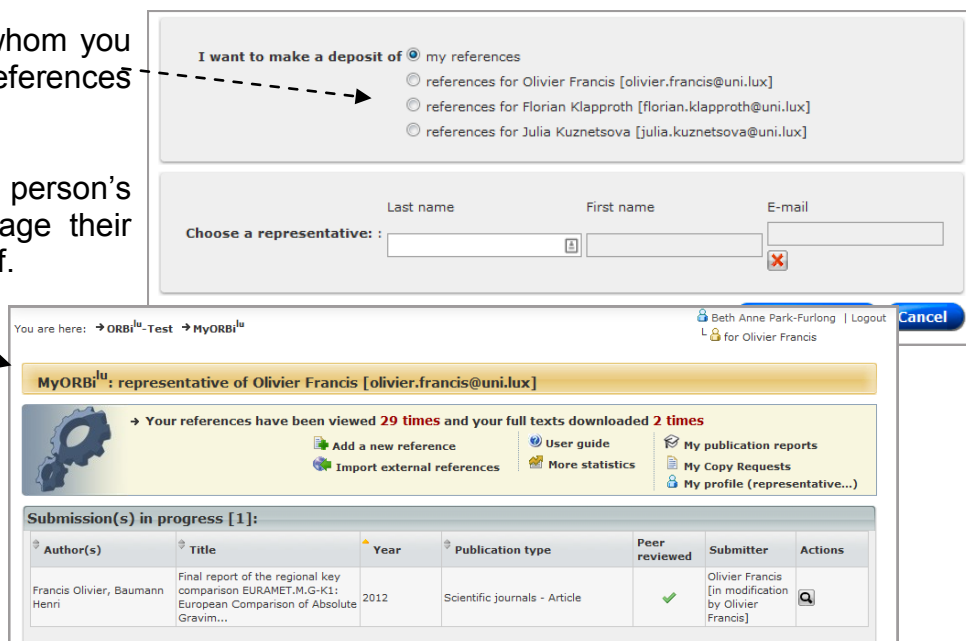 whom you
references
person's
age their
f.
I want to make a deposit of my references
references for Olivier Francis [olivier.francis@uni.lux]
references for Florian Klapproth [florian.klapproth@uni.lux]
references for Julia Kuznetsova [julia.kuznetsova@uni.lux]
Last name First name E-mail
Choose a representative: :
Cancel
You are here: → ORBilu-Test → MyORBilu
Beth Anne Park-Furlong | Logout
for Olivier Francis
MyORBilu: representative of Olivier Francis [olivier.francis@uni.lux]
→ Your references have been viewed 29 times and your full texts downloaded 2 times
Add a new reference User guide My publication reports
Import external references More statistics My Copy Requests
My profile (representative...)
Submission(s) in progress [1]:
Author(s) Title Year Publication type Peer reviewed Submitter Actions
Francis Olivier, Baumann Henri
Final report of the regional key
comparison EURAMET.M.G-K1:
European Comparison of Absolute
Gravim...
2012
Scientific journals - Article
Olivier Francis
[in modification
by Olivier
Francis]